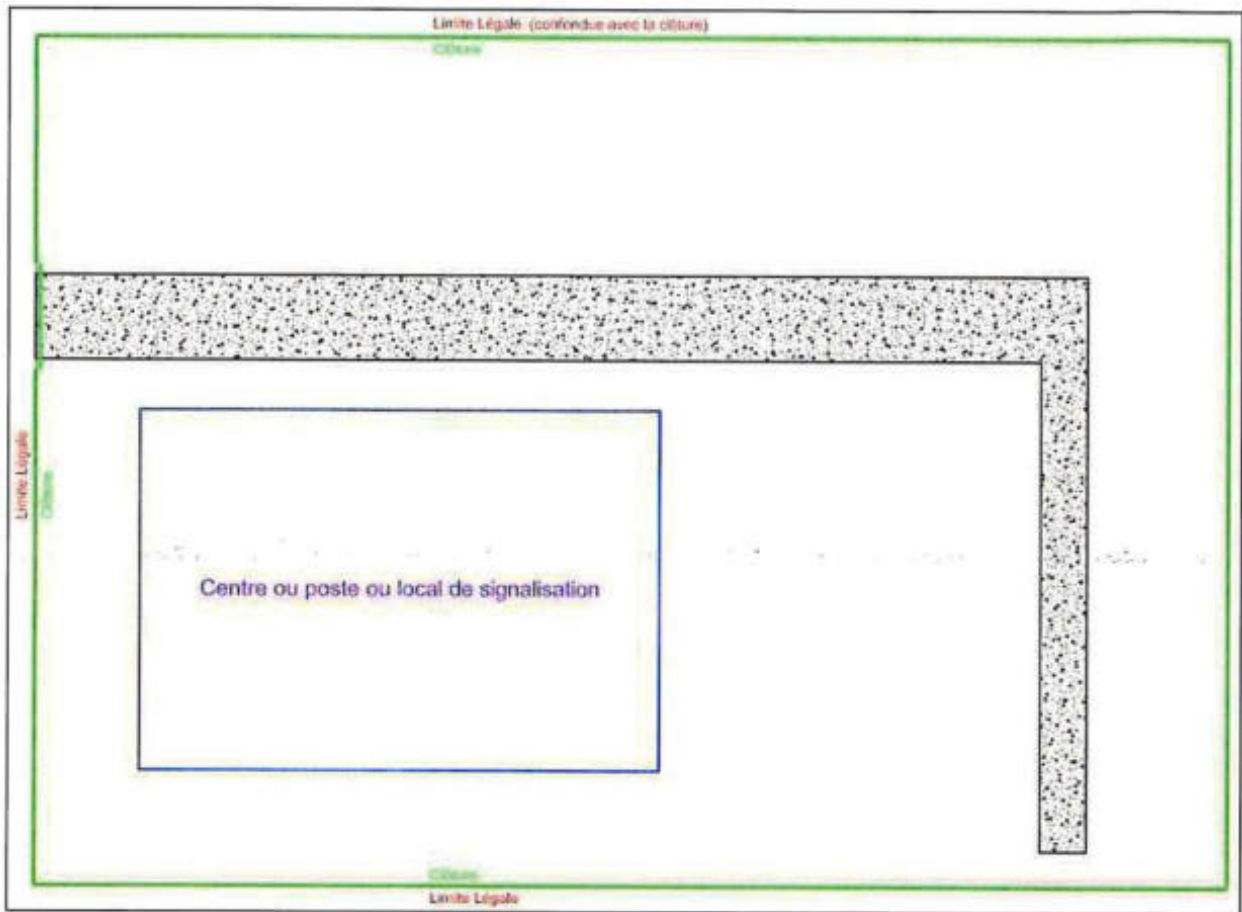 Limite Légale (confondue avec la clôture)
Clôture
Limite Légale
Clôture
Centre ou poste ou local de signalisation
Clôture
Limite Légale